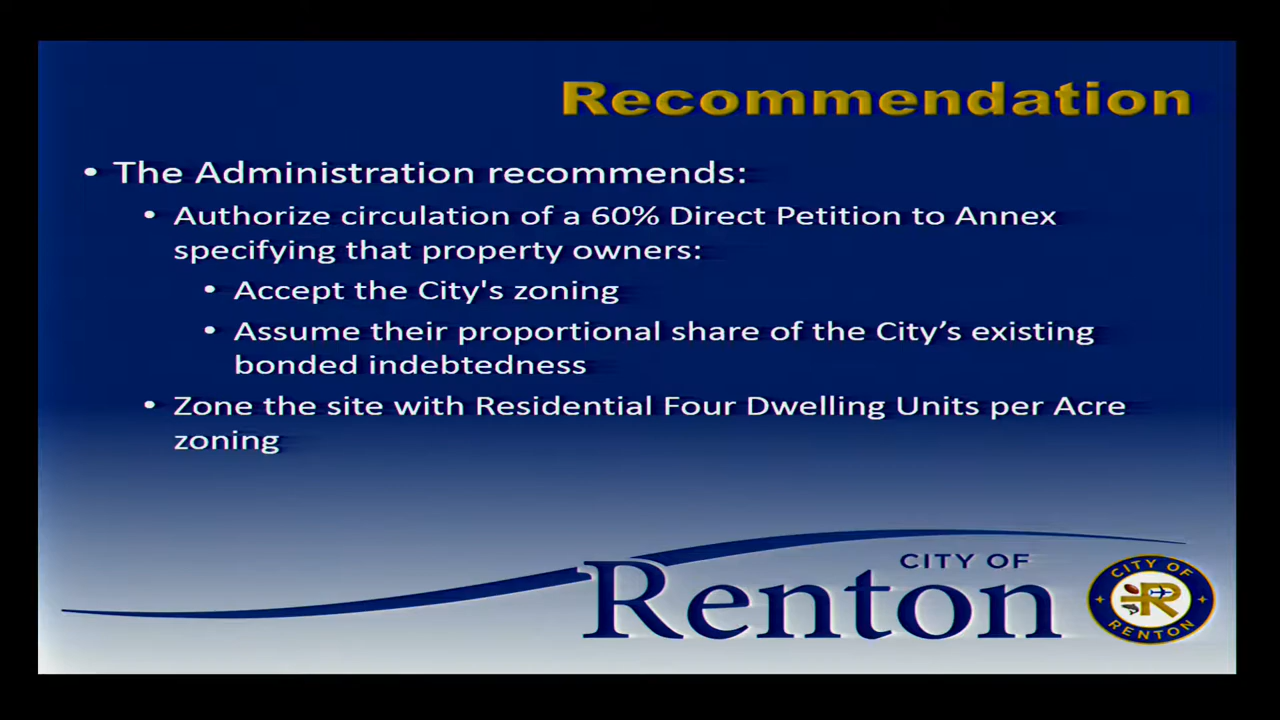 Recommendation
• The Administration recommends:
• Authorize circulation of a 60% Direct Petition to Annex
specifying that property owners:
• Accept the City's zoning
• Assume their proportional share of the City’s existing
bonded indebtedness
• Zone the site with Residential Four Dwelling Units per Acre
zoning
CITY OF
Renton
CITY OF
R
RENTON